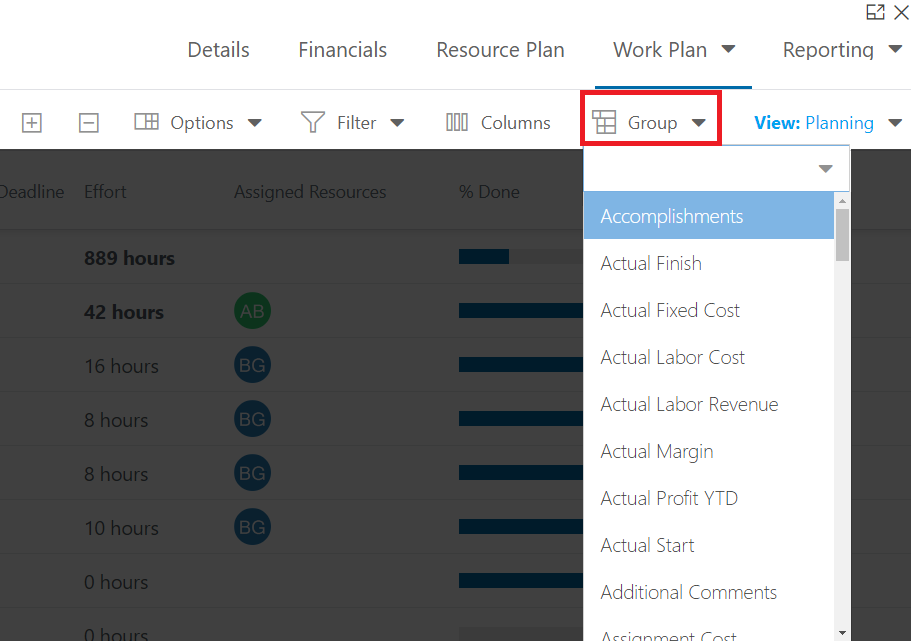 Details Financials Resource Plan Work Plan Reporting
Options Filter Columns Group View: Planning
Deadline Effort Assigned Resources % Done
Accomplishments
889 hours
Actual Finish
42 hours AB Actual Fixed Cost
16 hours BG Actual Labor Cost
8 hours BG Actual Labor Revenue
8 hours BG Actual Margin
Actual Profit YTD
10 hours BG
Actual Start
0 hours
Additional Comments
0 hours Assignment Cost